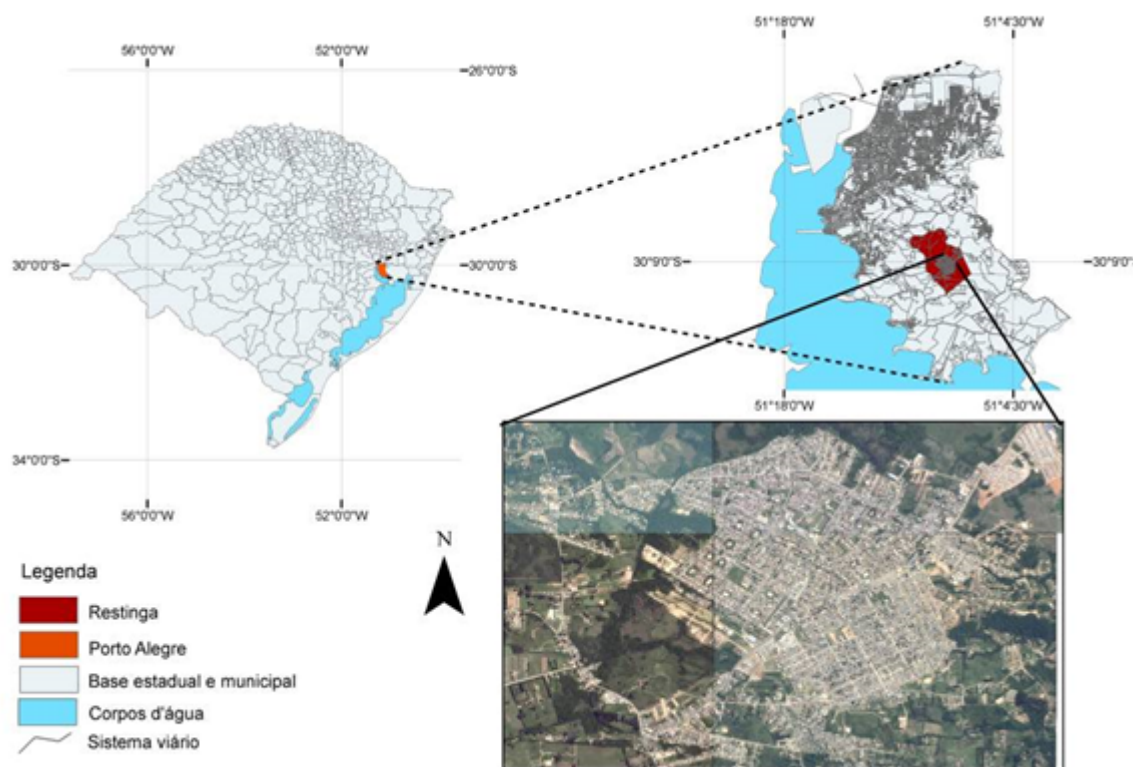 56°0'0"W
52°0'0"W
26°0'0"S
30°0'0"S
30°0'0"S
34°0'0"S
56°0'0"W
52°0'0"W
51°18'0"W
51°4'30"W
30°9'0"S
30°9'0"S
51°18'0"W
51°4'30"W
N
Legenda
Restinga
Porto Alegre
Base estadual e municipal
Corpos d'água
Sistema viário